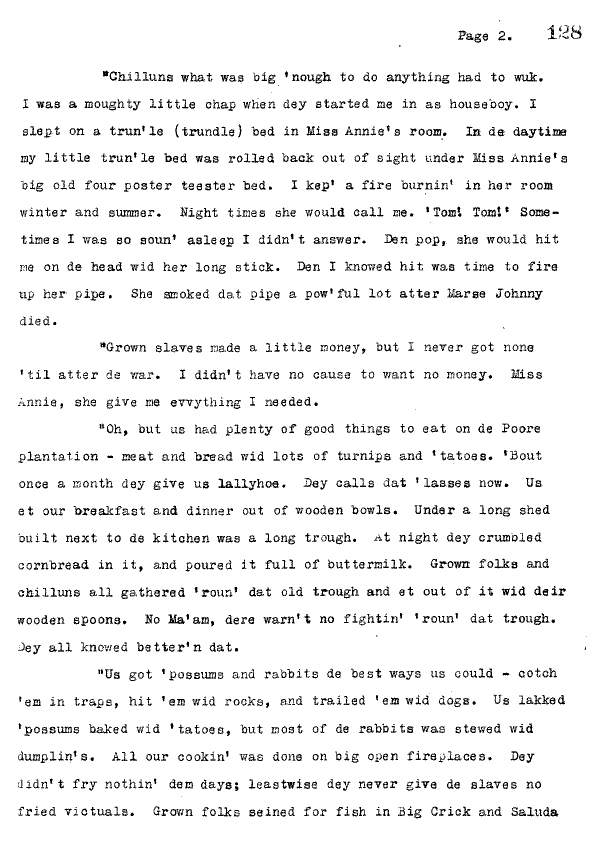 Page 2. 128
"Chilluns what was big 'nough to do anything had to wuk.
I was a moughty little chap when dey started me in as houseboy. I
slept on a trun'le (trundle) bed in Miss Annie's room. In de daytime
my little trun'le bed was rolled back out of sight under Miss Annie's
big old four poster teester bed. I kep' a fire burnin' in her room
winter and summer. Night times she would call me. 'Tom! Tom!' Some-
times I was so soun' asleep I didn't answer. Den pop, she would hit
me on de head wid her long stick. Den I knowed hit was time to fire
up her pipe. She smoked dat pipe a pow'ful lot atter Marse Johnny
died.
"Grown slaves made a little money, but I never got none
'til atter de war. I didn't have no cause to want no money. Miss
Annie, she give me evvything I needed.
"Oh, but us had plenty of good things to eat on de Poore
plantation - meat and bread wid lots of turnips and 'tatoes. 'Bout
once a month dey give us lallyhoe. Dey calls dat 'lasses now. Us
et our breakfast and dinner out of wooden bowls. Under a long shed
built next to de kitchen was a long trough. At night dey crumbled
cornbread in it, and poured it full of buttermilk. Grown folks and
chilluns all gathered 'roun' dat old trough and et out of it wid deir
wooden spoons. No Ma'am, dere warn't no fightin' 'roun' dat trough.
Dey all knowed better'n dat.
"Us got 'possums and rabbits de best ways us could - cotch
'em in traps, hit 'em wid rocks, and trailed 'em wid dogs. Us lakked
'possums baked wid 'tatoes, but most of de rabbits was stewed wid
dumplin's. All our cookin' was done on big open fireplaces. Dey
didn't fry nothin' dem days; leastwise dey never give de slaves no
fried victuals. Grown folks seined for fish in Big Crick and Saluda